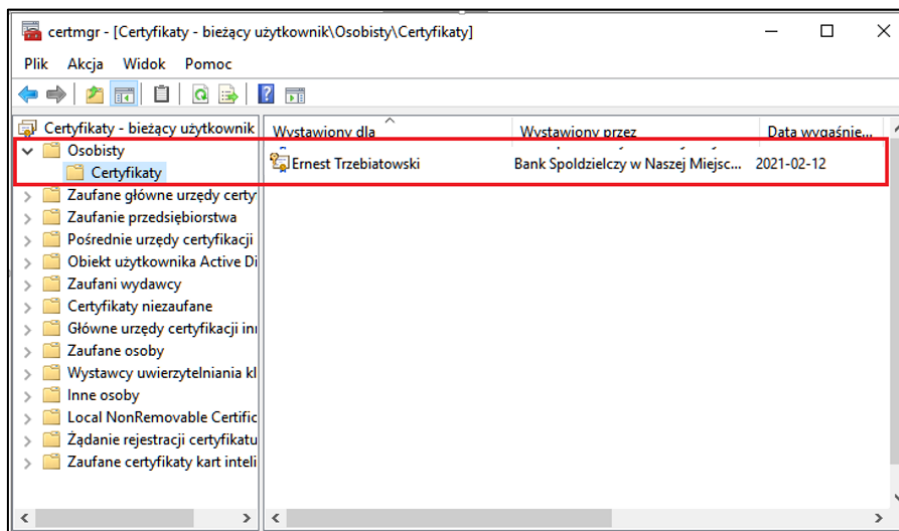 certmgr - [Certyfikaty - bieżący użytkownik\Osobisty\Certyfikaty]
Plik Akcja Widok Pomoc
Certyfikaty - bieżący użytkownik
Osobisty
Certyfikaty
Zaufane główne urzędy certy
Zaufanie przedsiębiorstwa
Pośrednie urzędy certyfikacji
Obiekt użytkownika Active Di
Zaufani wydawcy
Certyfikaty niezaufane
Główne urzędy certyfikacji inn
Zaufane osoby
Wystawcy uwierzytelniania kl
Inne osoby
Local NonRemovable Certific
Żądanie rejestracji certyfikatu
Zaufane certyfikaty kart inteli
Wystawiony dla Wystawiony przez Data wygaśnie...
Ernest Trzebiatowski Bank Spoldzielczy w Naszej Miejsc... 2021-02-12